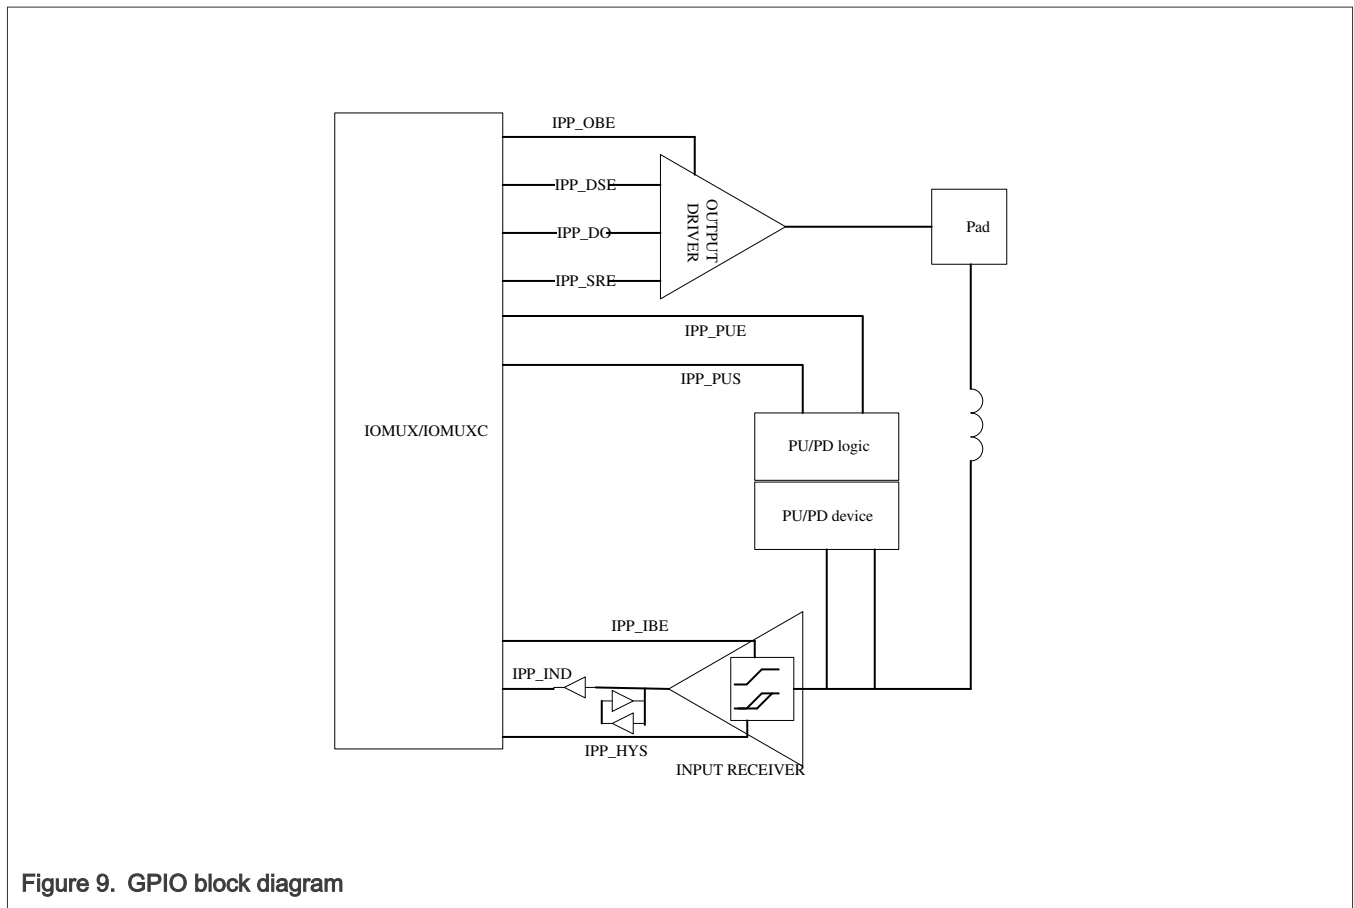 IPP_OBE
IPP_DSE
IPP_DO
IPP_SRE
OUTPUT
DRIVER
Pad
IPP_PUE
IPP_PUS
IOMUX/IOMUXC
PU/PD logic
PU/PD device
IPP_IBE
IPP_IND
IPP_HYS
INPUT RECEIVER
Figure 9. GPIO block diagram